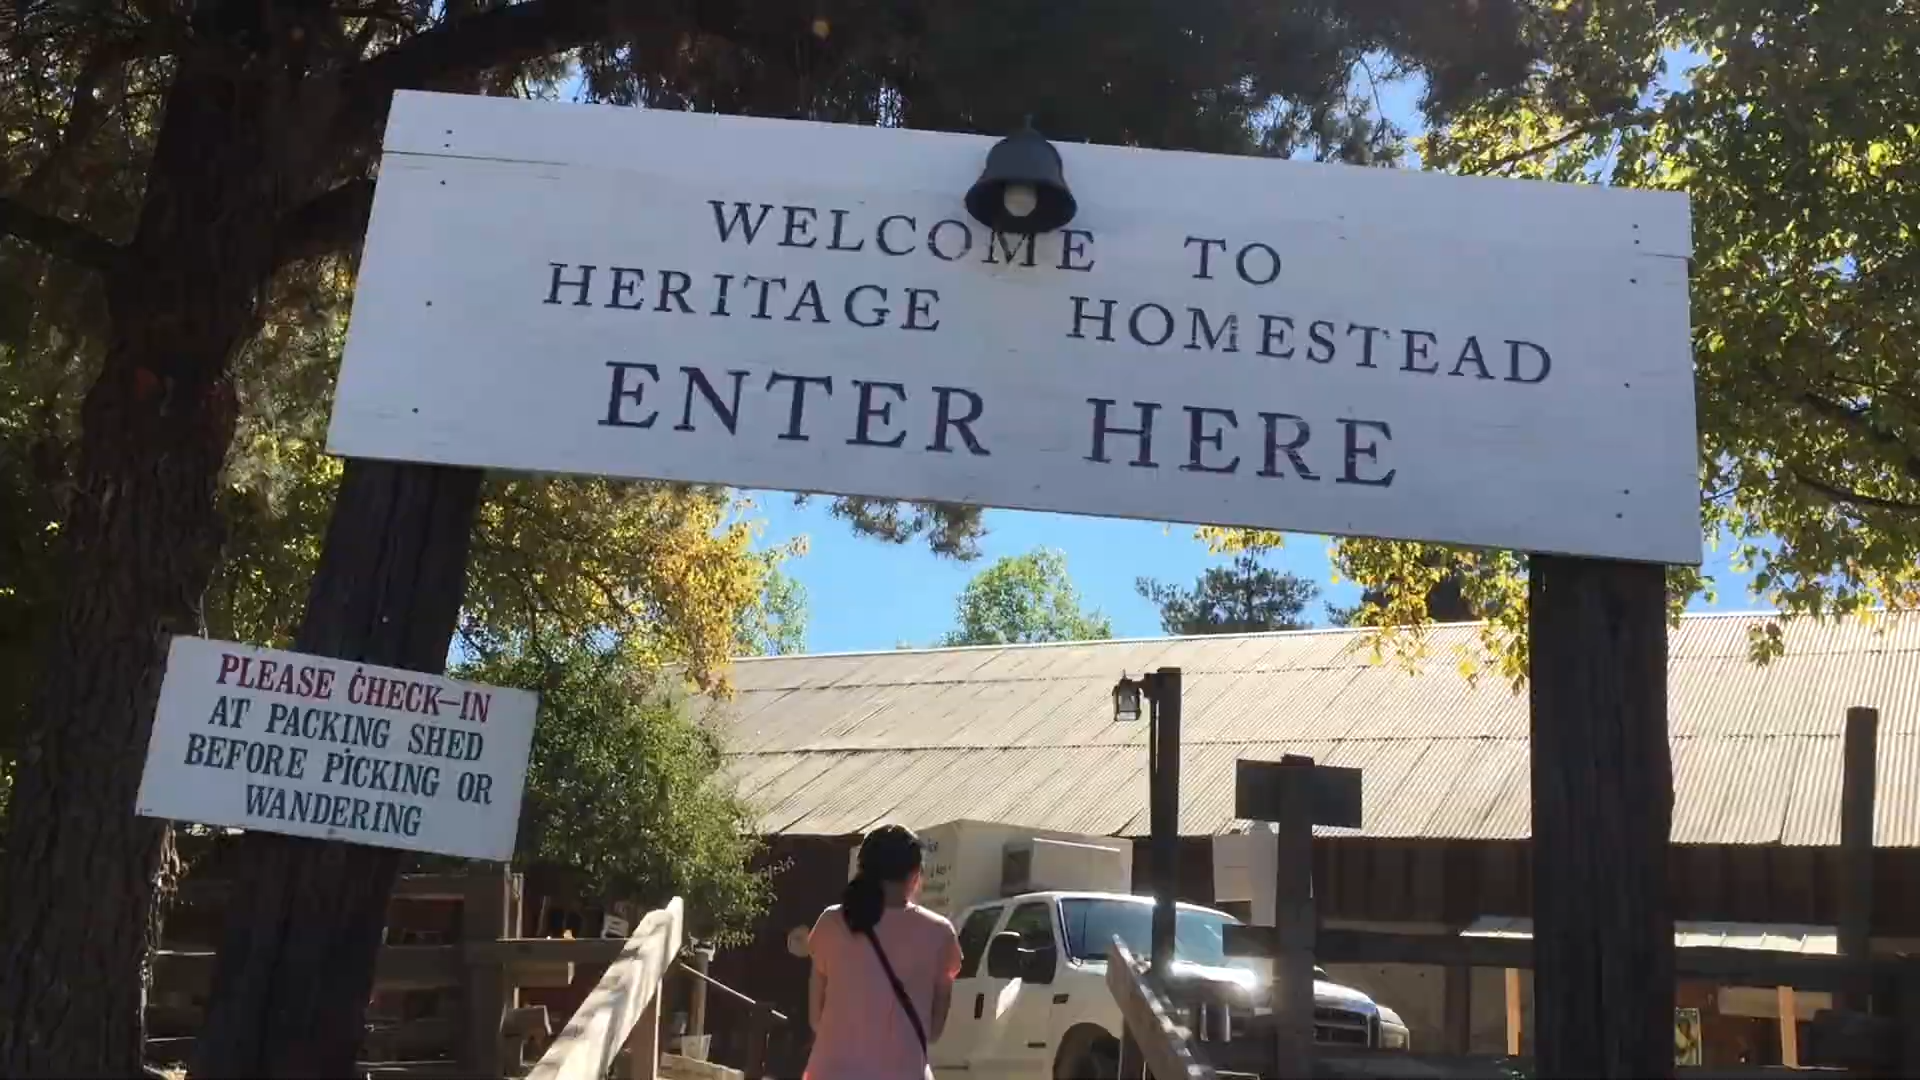 WELCOME TO
HERITAGE HOMESTEAD
ENTER HERE
PLEASE CHECK-IN
AT PACKING SHED
BEFORE PICKING OR
WANDERING